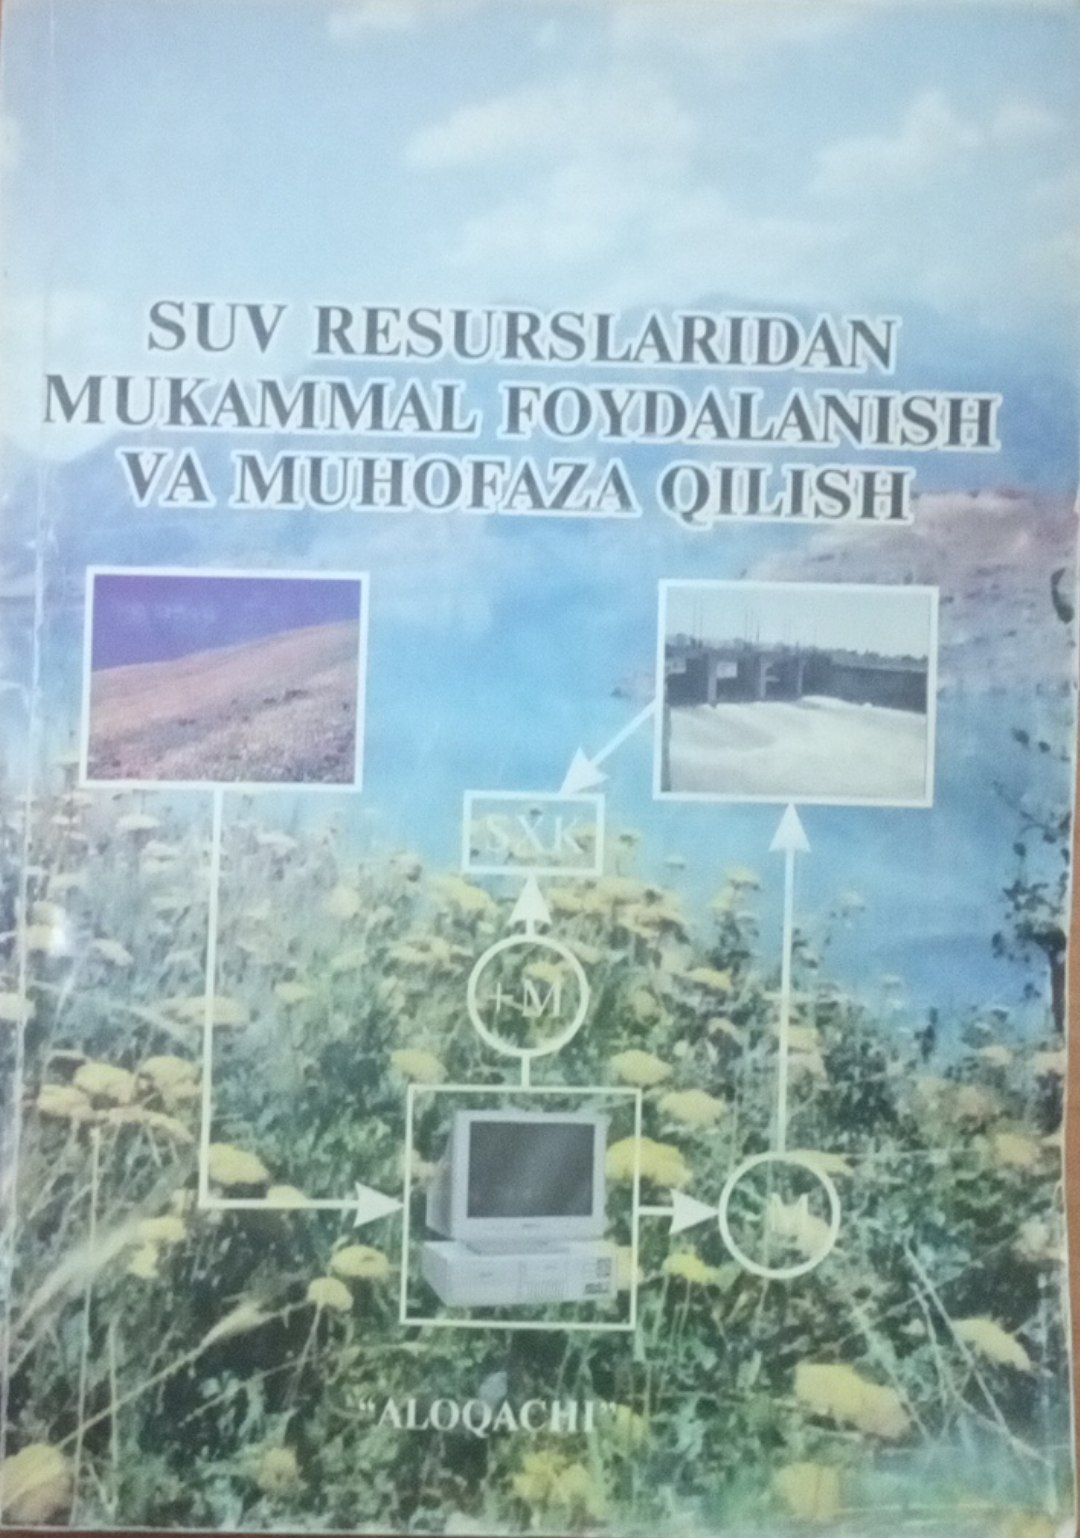 SUV RESURSLARIDAN
MUKAMMAL FOYDALANISH
VA MUHOFAZA QILISH
SXK
+M
M
"ALOQACHI"